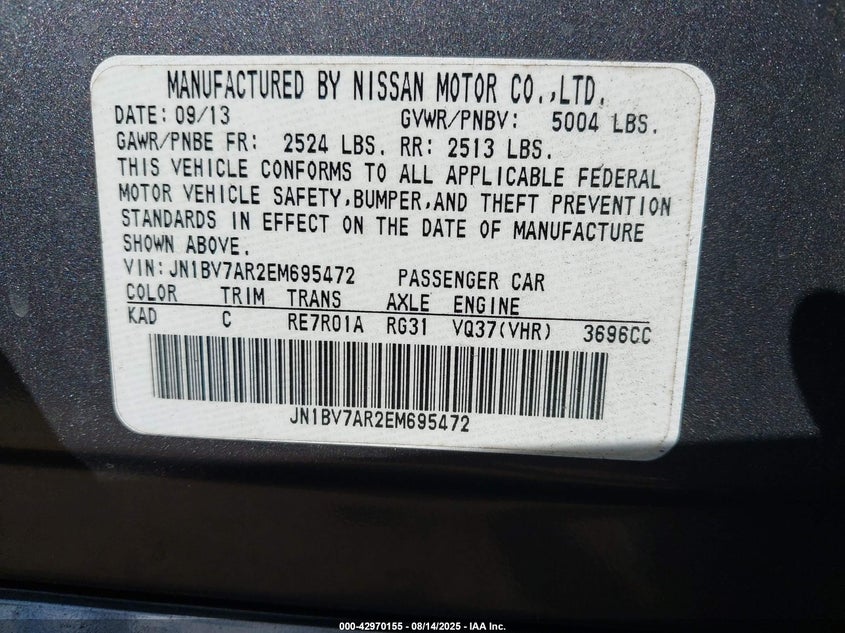 MANUFACTURED BY NISSAN MOTOR CO.,LTD.
DATE: 09/13 GVWR/PNBV: 5004 LBS.
GAWR/PNBE FR: 2524 LBS. RR: 2513 LBS.
THIS VEHICLE CONFORMS TO ALL APPLICABLE FEDERAL
MOTOR VEHICLE SAFETY,BUMPER,AND THEFT PREVENTION
STANDARDS IN EFFECT ON THE DATE OF MANUFACTURE
SHOWN ABOVE.
VIN: JN1BV7AR2EM695472 PASSENGER CAR
COLOR TRIM TRANS AXLE ENGINE
KAD C RE7R01A RG31 VQ37(VHR) 3696CC
JN1BV7AR2EM695472
000-42970155 - 08/14/2025 - IAA Inc.